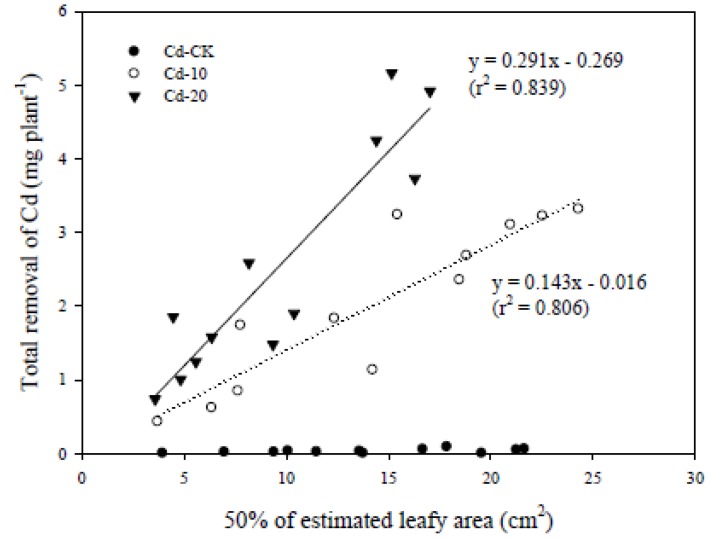 6
5
4
3
2
1
0
Total removal of Cd (mg plant⁻¹)
Cd-CK
Cd-10
Cd-20
y = 0.291x - 0.269
(r² = 0.839)
y = 0.143x - 0.016
(r² = 0.806)
0 5 10 15 20 25 30
50% of estimated leafy area (cm²)